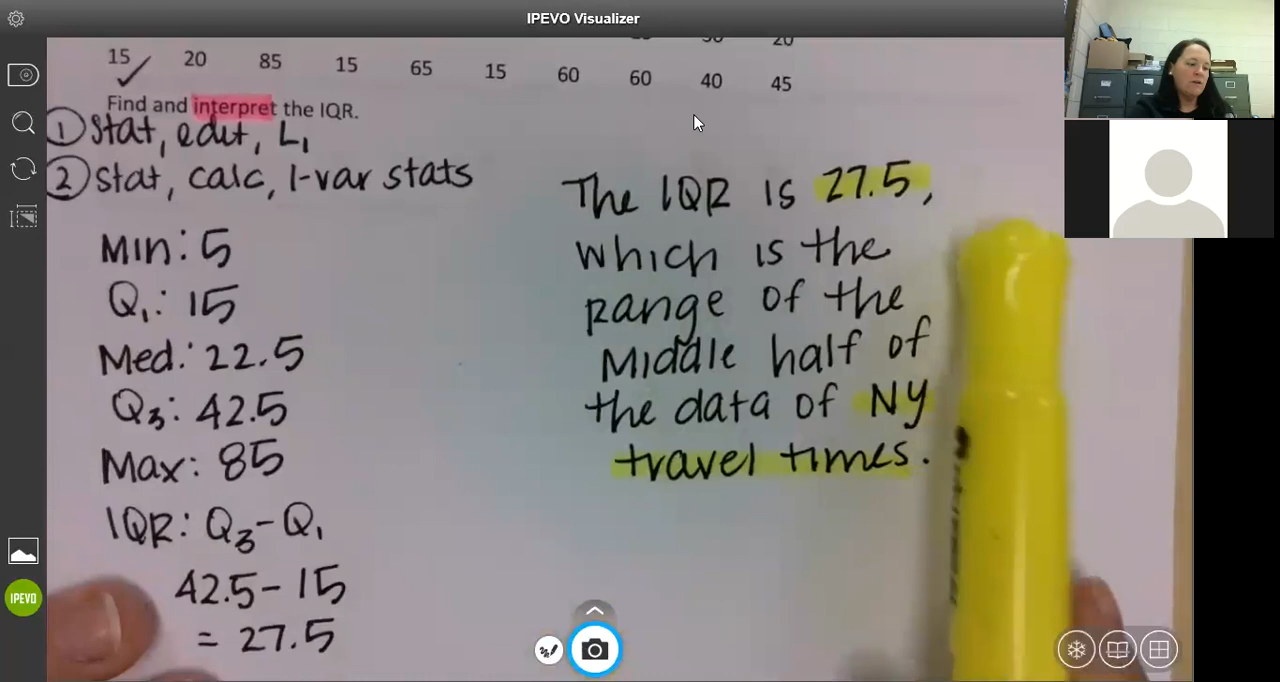 IPEVO Visualizer
20
15 20 85 15 65 15 60 60 40 45
Find and interpret the IQR.
① Stat, edit, L₁
② Stat, calc, 1-var stats
Min: 5
Q₁: 15
Med: 22.5
Q₃: 42.5
Max: 85
IQR: Q₃-Q₁
42.5-15
= 27.5
The IQR is 27.5,
which is the
range of the
Middle half of
the data of NY
travel times.
IPEVO